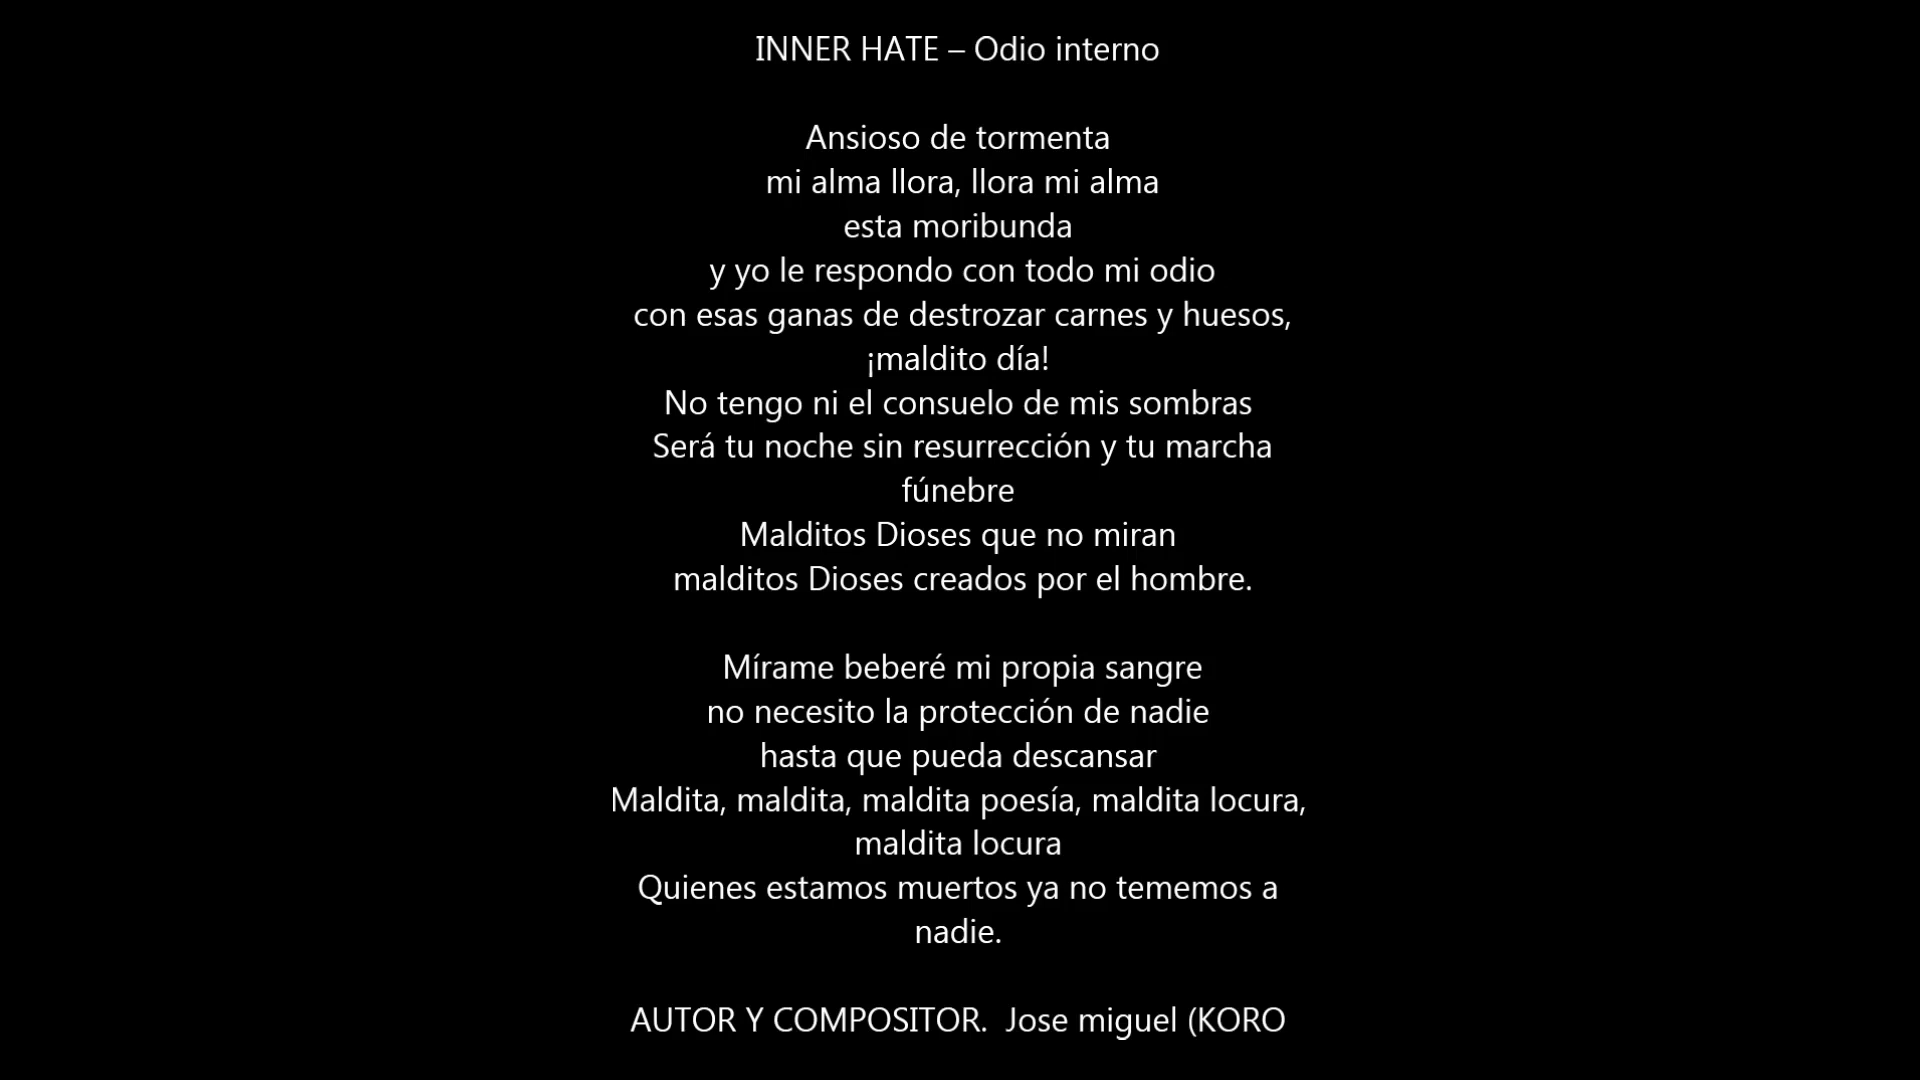 INNER HATE – Odio interno
Ansioso de tormenta
mi alma llora, llora mi alma
esta moribunda
y yo le respondo con todo mi odio
con esas ganas de destrozar carnes y huesos,
¡maldito día!
No tengo ni el consuelo de mis sombras
Será tu noche sin resurrección y tu marcha
fúnebre
Malditos Dioses que no miran
malditos Dioses creados por el hombre.
Mírame beberé mi propia sangre
no necesito la protección de nadie
hasta que pueda descansar
Maldita, maldita, maldita poesía, maldita locura,
maldita locura
Quienes estamos muertos ya no tememos a
nadie.
AUTOR Y COMPOSITOR.  Jose miguel (KORO